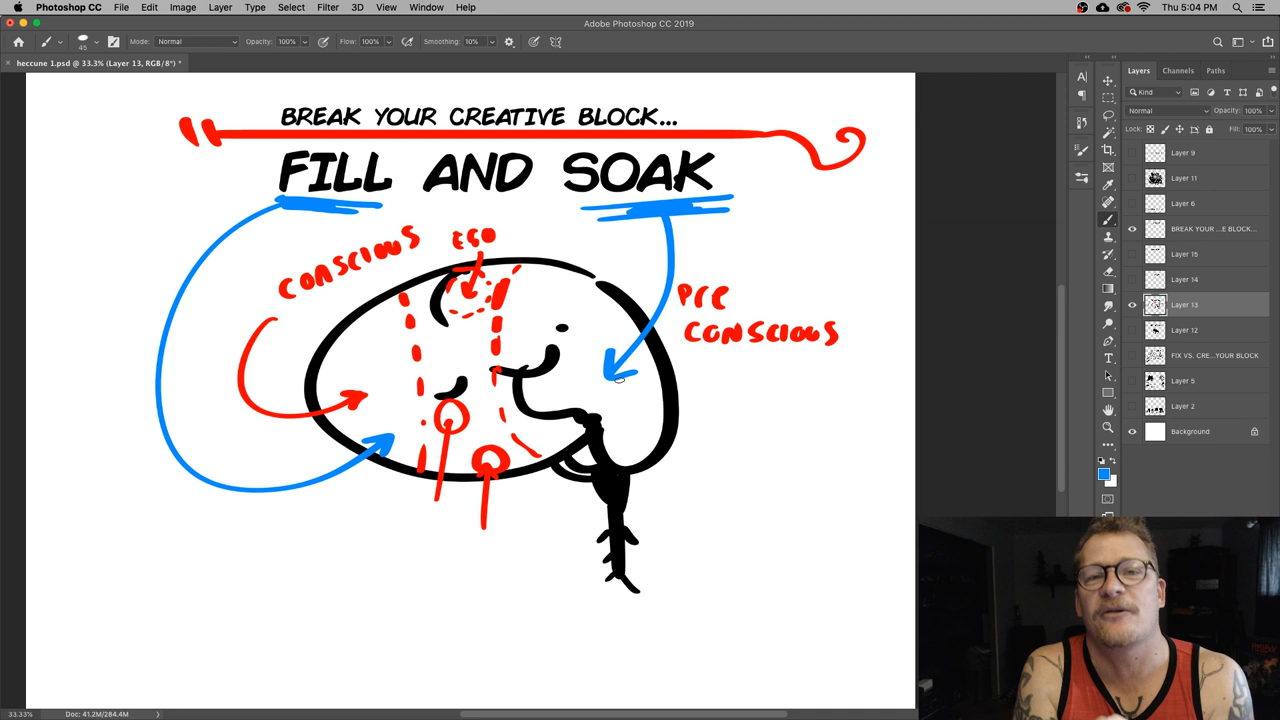 Photoshop CC File Edit Image Layer Type Select Filter 3D View Window Help Thu 5:04 PM
Adobe Photoshop CC 2019
45 Mode: Normal Opacity: 100% Flow: 100% Smoothing: 10%
heccune 1.psd @ 33.3% (Layer 13, RGB/8*) *
BREAK YOUR CREATIVE BLOCK...
FILL AND SOAK
CONSCIOUS
EGO
PRE
CONSCIOUS
Layers Channels Paths
Kind
Normal Opacity: 100%
Lock: Fill: 100%
Layer 9
Layer 11
Layer 6
BREAK YOUR ...E BLOCK...
Layer 15
Layer 14
Layer 13
Layer 12
FIX VS. CRE...YOUR BLOCK
Layer 5
Layer 2
Background
33.33% Doc: 41.2M/284.4M